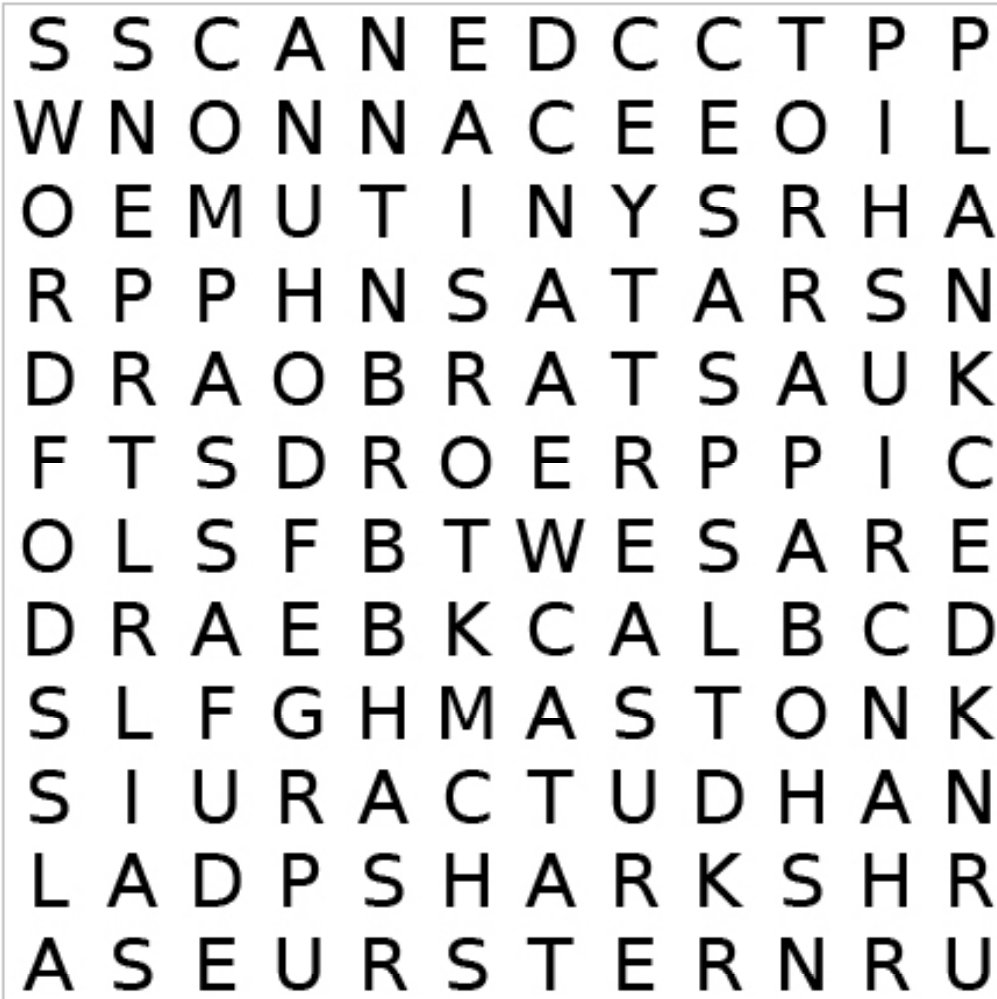 S S C A N E D C C T P P
W N O N N A C E E O I L
O E M U T I N Y S R H A
R P P H N S A T A R S N
D R A O B R A T S A U K
F T S D R O E R P P I C
O L S F B T W E S A R E
D R A E B K C A L B C D
S L F G H M A S T O N K
S I U R A C T U D H A N
L A D P S H A R K S H R
A S E U R S T E R N R U